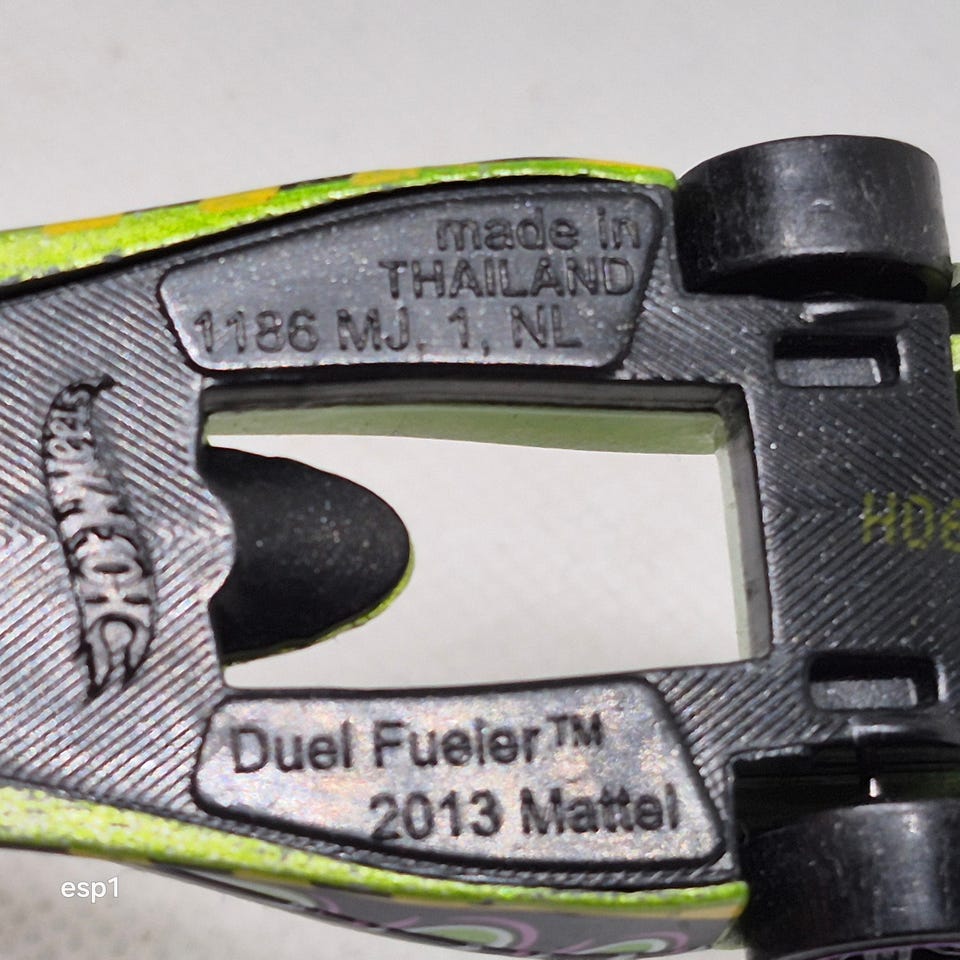 made in
THAILAND
1186 MJ, 1, NL
HOT WHEELS
Duel Fueler™
2013 Mattel
esp1